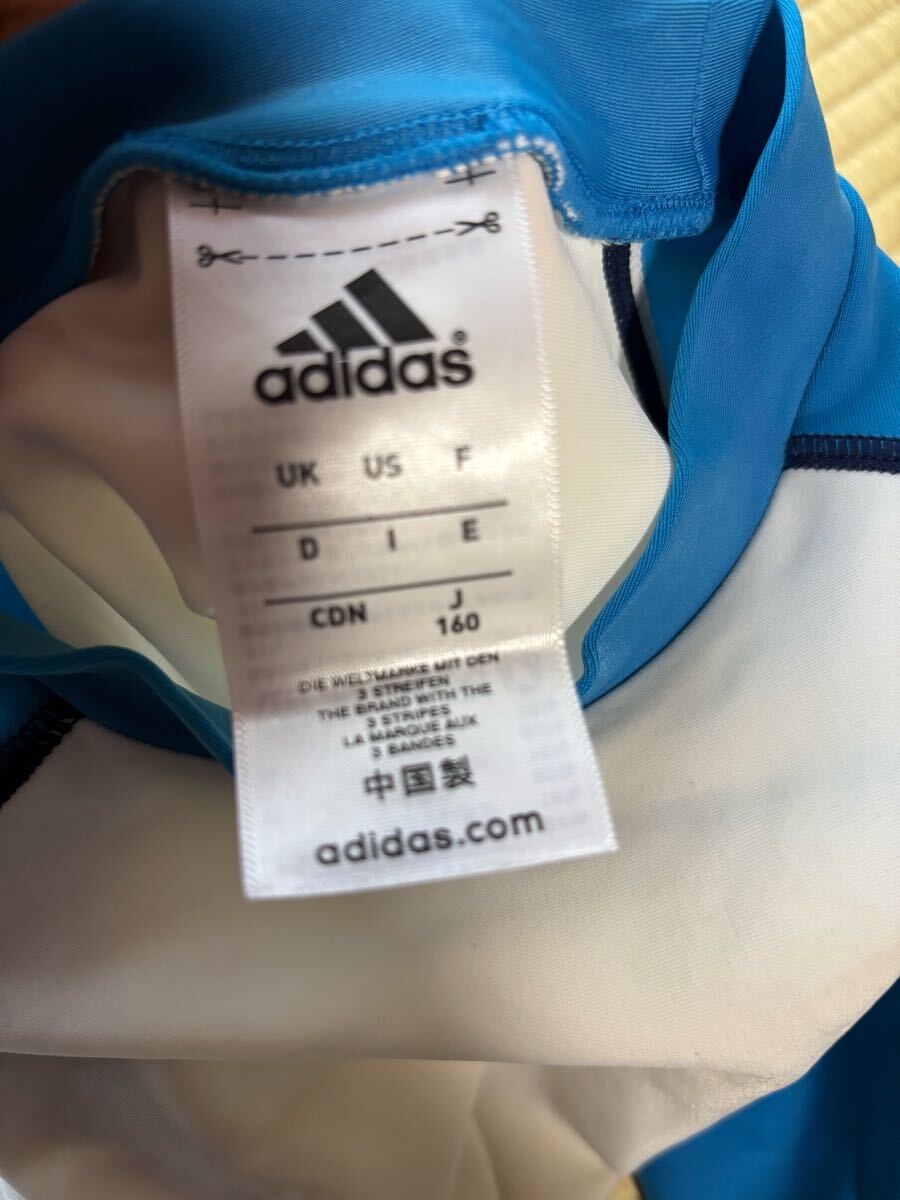 adidas®
UK US F
D I E
CDN J
160
DIE WELTMARKE MIT DEN
3 STREIFEN
THE BRAND WITH THE
3 STRIPES
LA MARQUE AUX
3 BANDES
中国製
adidas.com